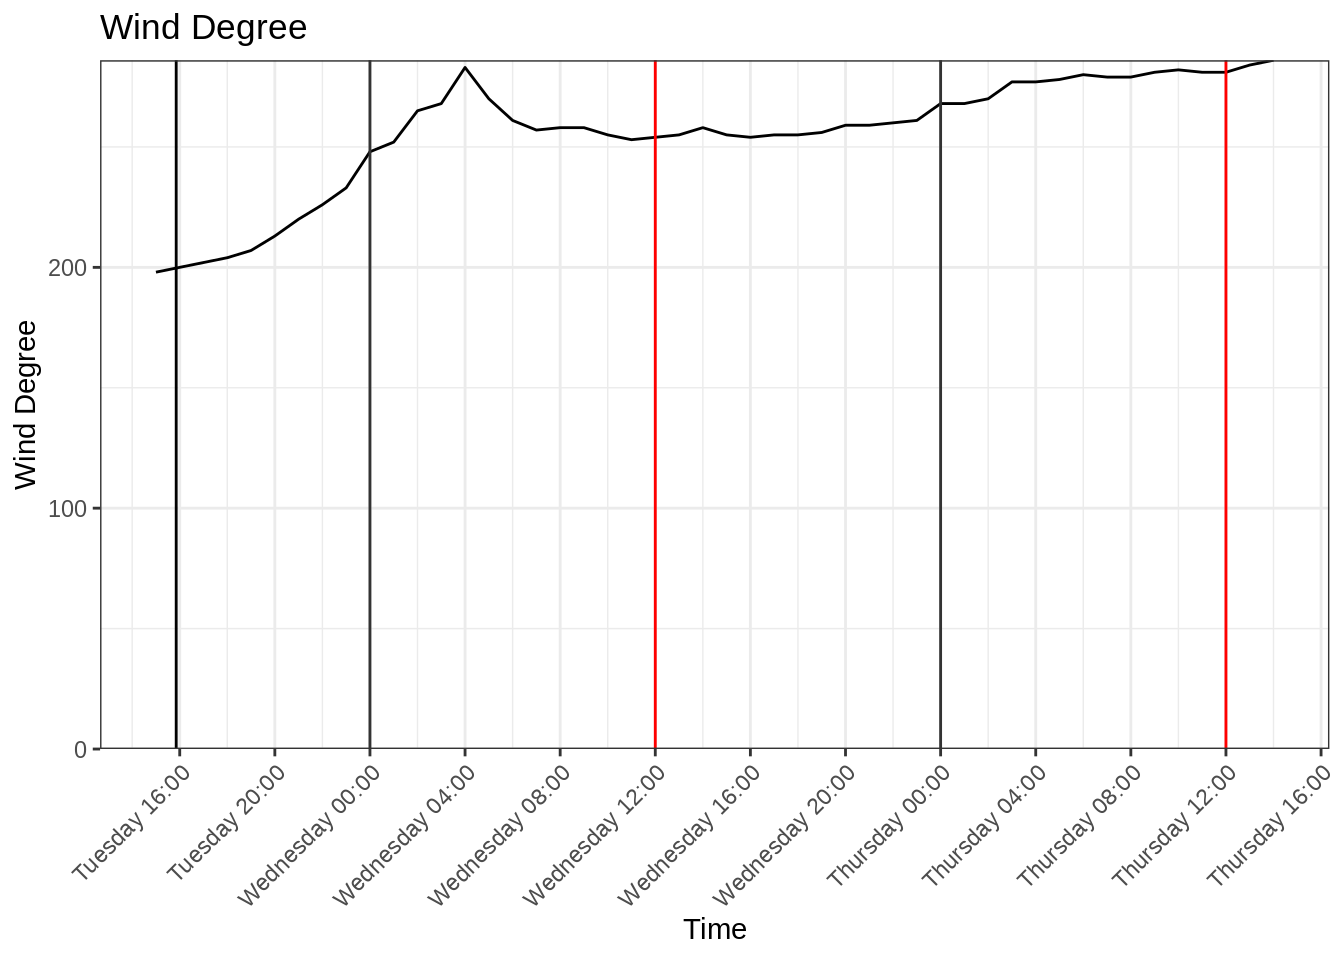 Wind Degree
Wind Degree
200
100
0
Tuesday 16:00
Tuesday 20:00
Wednesday 00:00
Wednesday 04:00
Wednesday 08:00
Wednesday 12:00
Wednesday 16:00
Wednesday 20:00
Thursday 00:00
Thursday 04:00
Thursday 08:00
Thursday 12:00
Thursday 16:00
Time